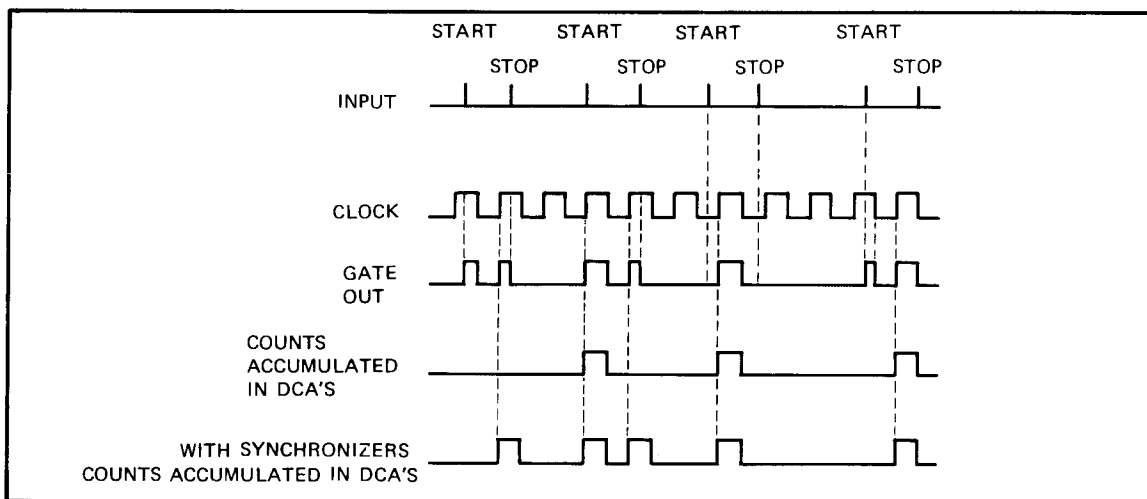 START START START START
STOP STOP STOP STOP
INPUT
CLOCK
GATE
OUT
COUNTS
ACCUMULATED
IN DCA'S
WITH SYNCHRONIZERS
COUNTS ACCUMULATED IN DCA'S